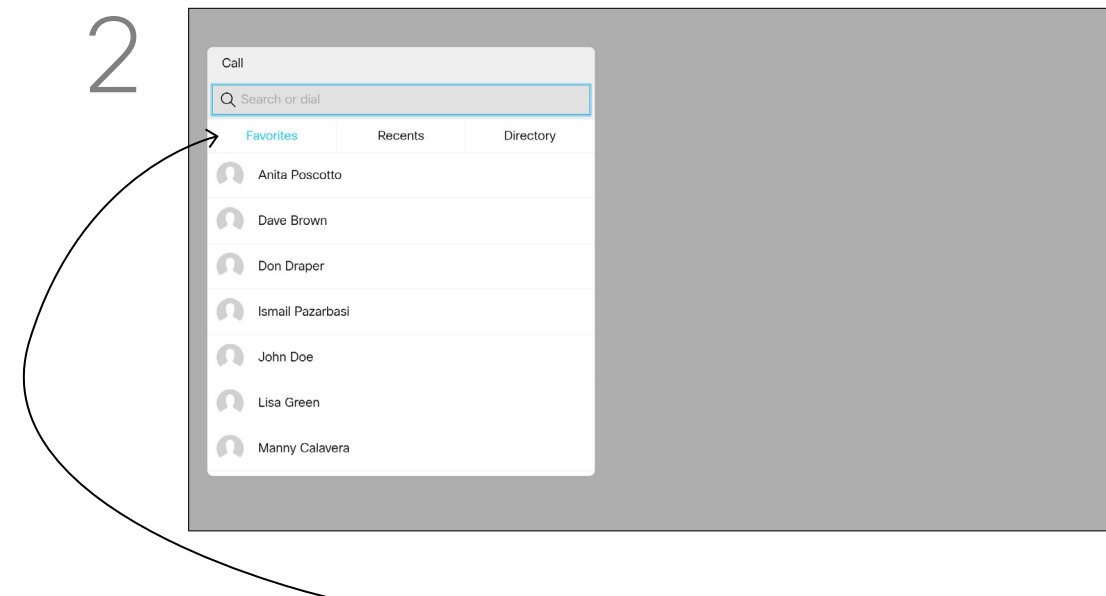 2
Call
Search or dial
Favorites Recents Directory
Anita Poscotto
Dave Brown
Don Draper
Ismail Pazarbasi
John Doe
Lisa Green
Manny Calavera